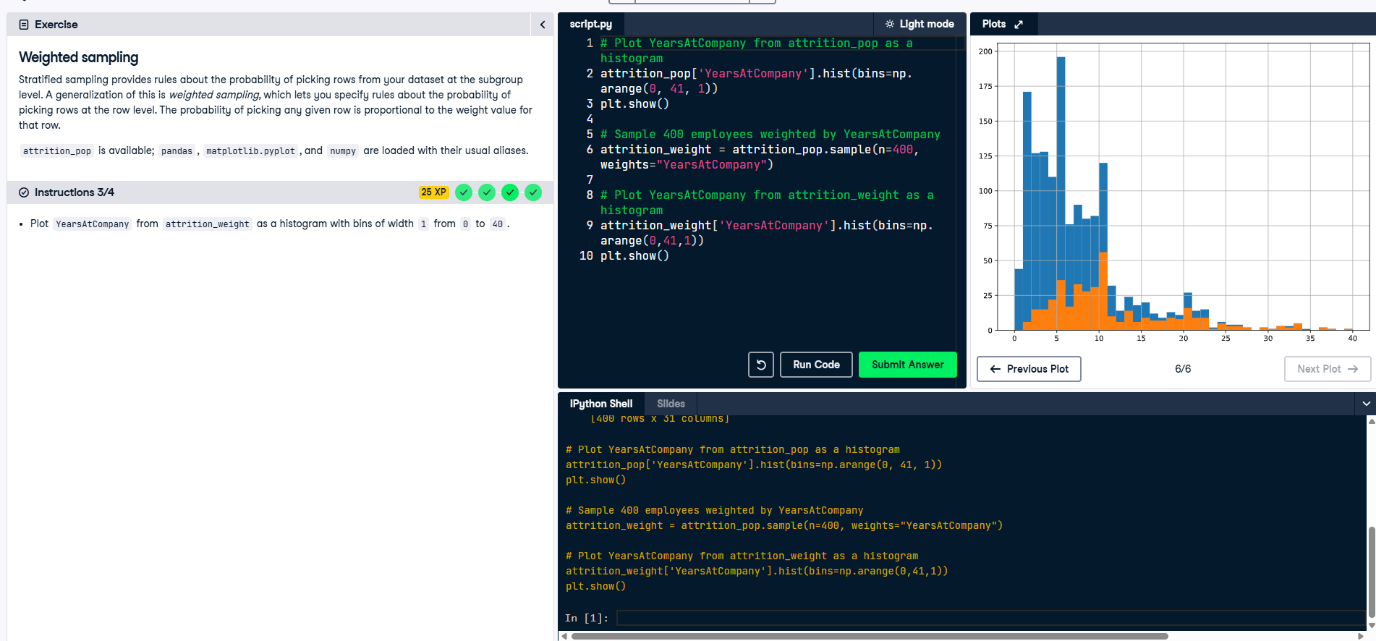 Exercise
Weighted sampling
Stratified sampling provides rules about the probability of picking rows from your dataset at the subgroup
level. A generalization of this is weighted sampling, which lets you specify rules about the probability of
picking rows at the row level. The probability of picking any given row is proportional to the weight value for
that row.
attrition_pop is available; pandas , matplotlib.pyplot , and numpy are loaded with their usual aliases.
Instructions 3/4
25 XP
• Plot YearsAtCompany from attrition_weight as a histogram with bins of width 1 from 0 to 40 .
script.py
Light mode
1 # Plot YearsAtCompany from attrition_pop as a
histogram
2 attrition_pop['YearsAtCompany'].hist(bins=np.
arange(0, 41, 1))
3 plt.show()
4
5 # Sample 400 employees weighted by YearsAtCompany
6 attrition_weight = attrition_pop.sample(n=400,
weights="YearsAtCompany")
7
8 # Plot YearsAtCompany from attrition_weight as a
histogram
9 attrition_weight['YearsAtCompany'].hist(bins=np.
arange(0,41,1))
10 plt.show()
Run Code
Submit Answer
Plots
200
175
150
125
100
75
50
25
0
0 5 10 15 20 25 30 35 40
← Previous Plot
6/6
Next Plot →
IPython Shell
Slides
[400 rows x 31 columns]
# Plot YearsAtCompany from attrition_pop as a histogram
attrition_pop['YearsAtCompany'].hist(bins=np.arange(0, 41, 1))
plt.show()
# Sample 400 employees weighted by YearsAtCompany
attrition_weight = attrition_pop.sample(n=400, weights="YearsAtCompany")
# Plot YearsAtCompany from attrition_weight as a histogram
attrition_weight['YearsAtCompany'].hist(bins=np.arange(0,41,1))
plt.show()
In [1]: